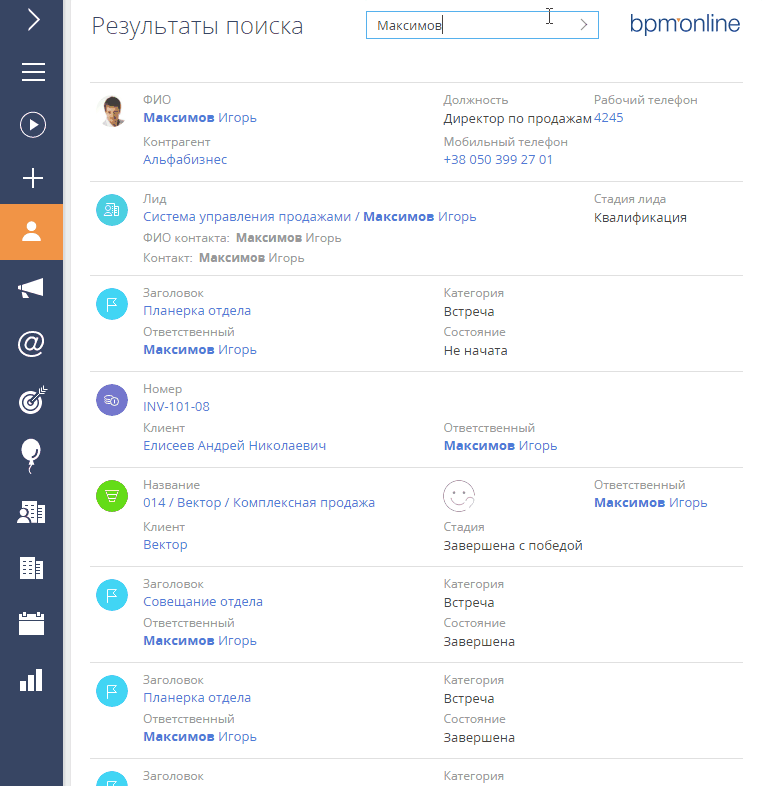 Результаты поиска
Максимов
bpm'online
ФИО Должность Рабочий телефон
Максимов Игорь Директор по продажам 4245
Контрагент Мобильный телефон
Альфабизнес +38 050 399 27 01
Лид Стадия лида
Система управления продажами / Максимов Игорь Квалификация
ФИО контакта: Максимов Игорь
Контакт: Максимов Игорь
Заголовок Категория
Планерка отдела Встреча
Ответственный Состояние
Максимов Игорь Не начата
Номер
INV-101-08
Клиент Ответственный
Елисеев Андрей Николаевич Максимов Игорь
Название Ответственный
014 / Вектор / Комплексная продажа Максимов Игорь
Клиент Стадия
Вектор Завершена с победой
Заголовок Категория
Совещание отдела Встреча
Ответственный Состояние
Максимов Игорь Завершена
Заголовок Категория
Планерка отдела Встреча
Ответственный Состояние
Максимов Игорь Завершена
Заголовок Категория